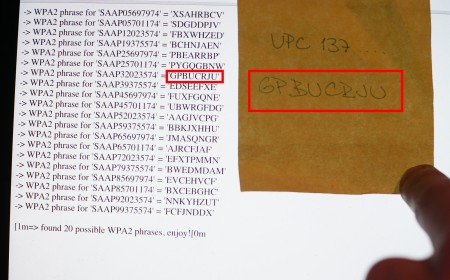 -> WPA2 phrase for 'SAAP05697974' = 'XSAHRBCV'
-> WPA2 phrase for 'SAAP05701174' = 'SDGDDPJV'
-> WPA2 phrase for 'SAAP12023574' = 'FBXWHZED'
-> WPA2 phrase for 'SAAP19375574' = 'BCHNJAEN'
-> WPA2 phrase for 'SAAP25697974' = 'PBEARRBP'
-> WPA2 phrase for 'SAAP25701174' = 'PYGQGBNW'
-> WPA2 phrase for 'SAAP32023574' = 'GPBUCRJU'
-> WPA2 phrase for 'SAAP39375574' = 'EDSEEFXE'
-> WPA2 phrase for 'SAAP45697974' = 'FUXFGQNE'
-> WPA2 phrase for 'SAAP45701174' = 'UBWRGFDG'
-> WPA2 phrase for 'SAAP52023574' = 'AAGJVCPG'
-> WPA2 phrase for 'SAAP59375574' = 'BBKJXHHU'
-> WPA2 phrase for 'SAAP65697974' = 'JMASQNGR'
-> WPA2 phrase for 'SAAP65701174' = 'AJRCFJAF'
-> WPA2 phrase for 'SAAP72023574' = 'EFXTPMMN'
-> WPA2 phrase for 'SAAP79375574' = 'BWEDMDAM'
-> WPA2 phrase for 'SAAP85697974' = 'EVCEHVCF'
-> WPA2 phrase for 'SAAP85701174' = 'BXCEBGHC'
-> WPA2 phrase for 'SAAP92023574' = 'NNKYHZUT'
-> WPA2 phrase for 'SAAP99375574' = 'FCFJNDDX'
[1m=> found 20 possible WPA2 phrases, enjoy![0m
UPC 137...
GPBUCRJU